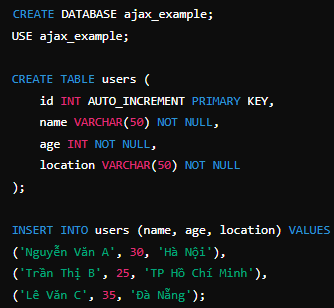 CREATE DATABASE ajax_example;
USE ajax_example;
CREATE TABLE users (
id INT AUTO_INCREMENT PRIMARY KEY,
name VARCHAR(50) NOT NULL,
age INT NOT NULL,
location VARCHAR(50) NOT NULL
);
INSERT INTO users (name, age, location) VALUES
('Nguyễn Văn A', 30, 'Hà Nội'),
('Trần Thị B', 25, 'TP Hồ Chí Minh'),
('Lê Văn C', 35, 'Đà Nẵng');